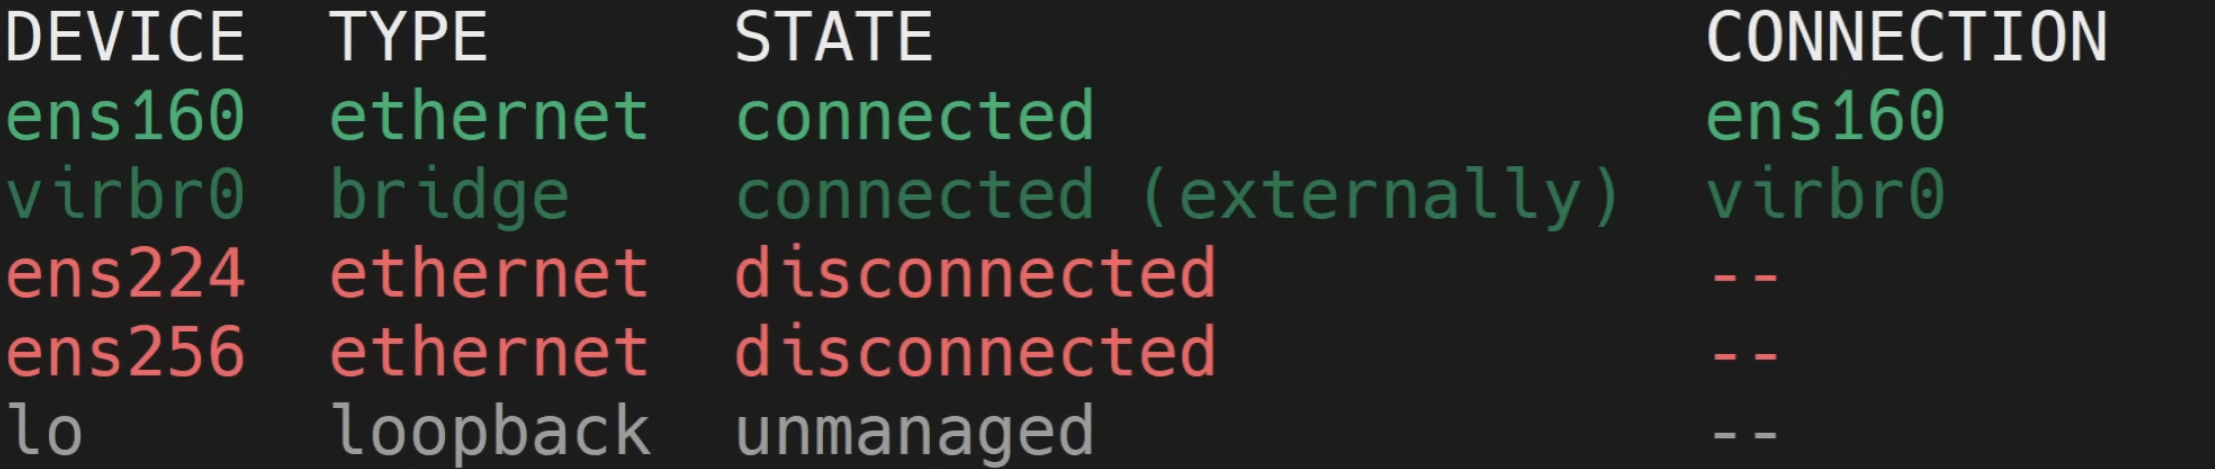 DEVICE  TYPE      STATE                   CONNECTION
ens160  ethernet  connected               ens160
virbr0  bridge    connected (externally)  virbr0
ens224  ethernet  disconnected            --
ens256  ethernet  disconnected            --
lo      loopback  unmanaged               --